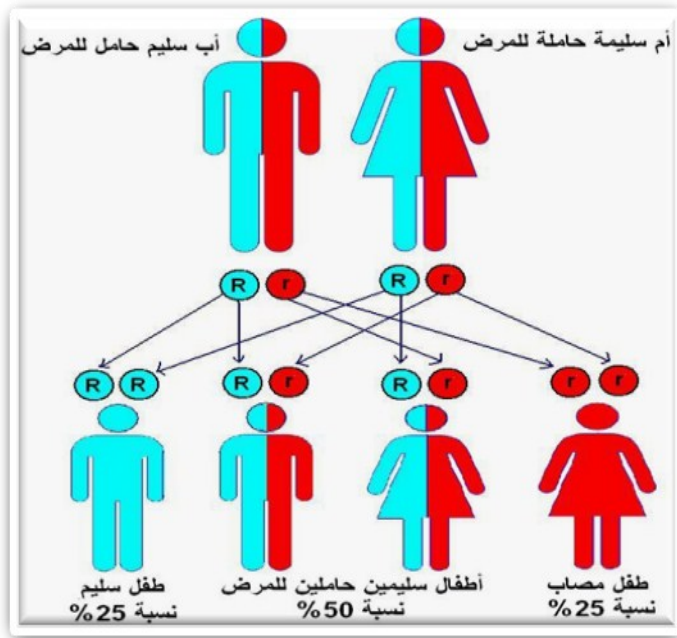 أم سليمة حاملة للمرض
أب سليم حامل للمرض
R r R r
R R R r R r r r
طفل سليم
نسبة 25%
أطفال سليمين حاملين للمرض
نسبة 50%
طفل مصاب
نسبة 25%